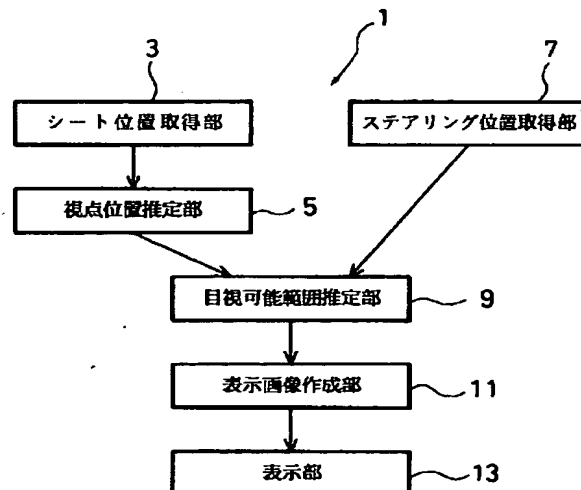 1
3
7
シート位置取得部
ステアリング位置取得部
視点位置推定部
5
目視可能範囲推定部
9
表示画像作成部
11
表示部
13